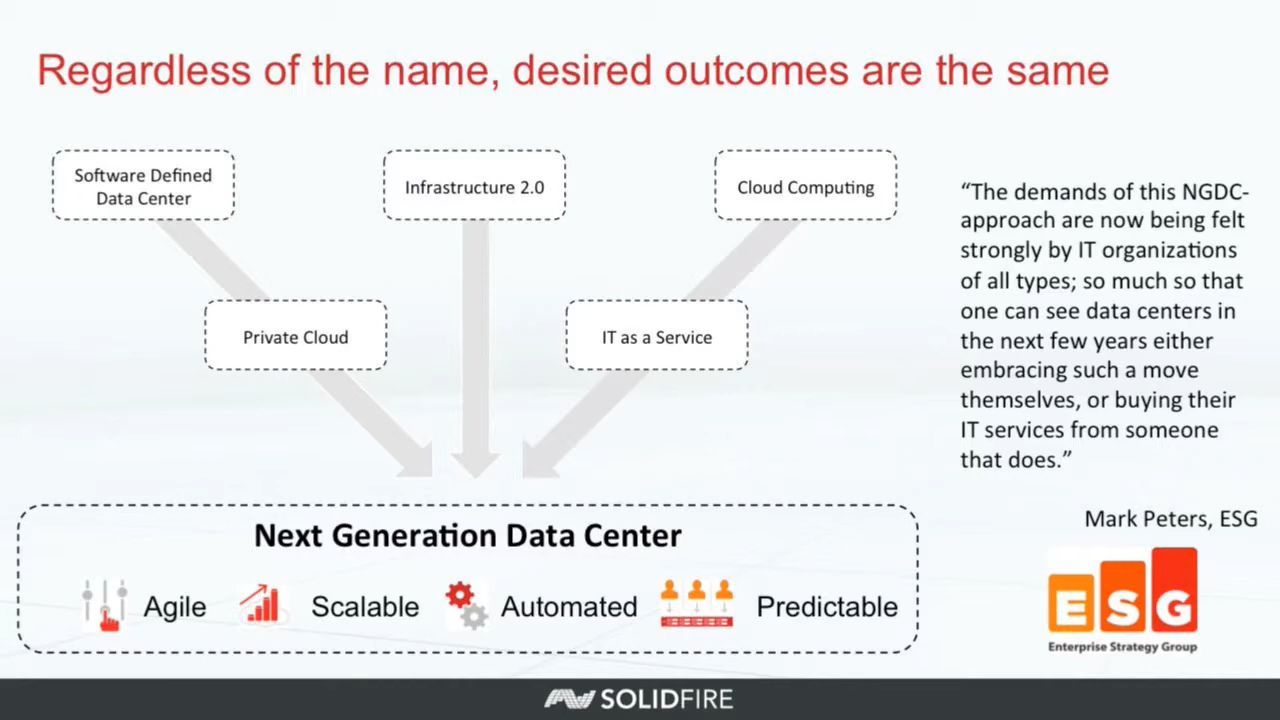 Regardless of the name, desired outcomes are the same
Software Defined
Data Center
Infrastructure 2.0
Cloud Computing
Private Cloud
IT as a Service
Next Generation Data Center
Agile
Scalable
Automated
Predictable
“The demands of this NGDC-
approach are now being felt
strongly by IT organizations
of all types; so much so that
one can see data centers in
the next few years either
embracing such a move
themselves, or buying their
IT services from someone
that does.”
Mark Peters, ESG
ESG
Enterprise Strategy Group
SOLIDFIRE